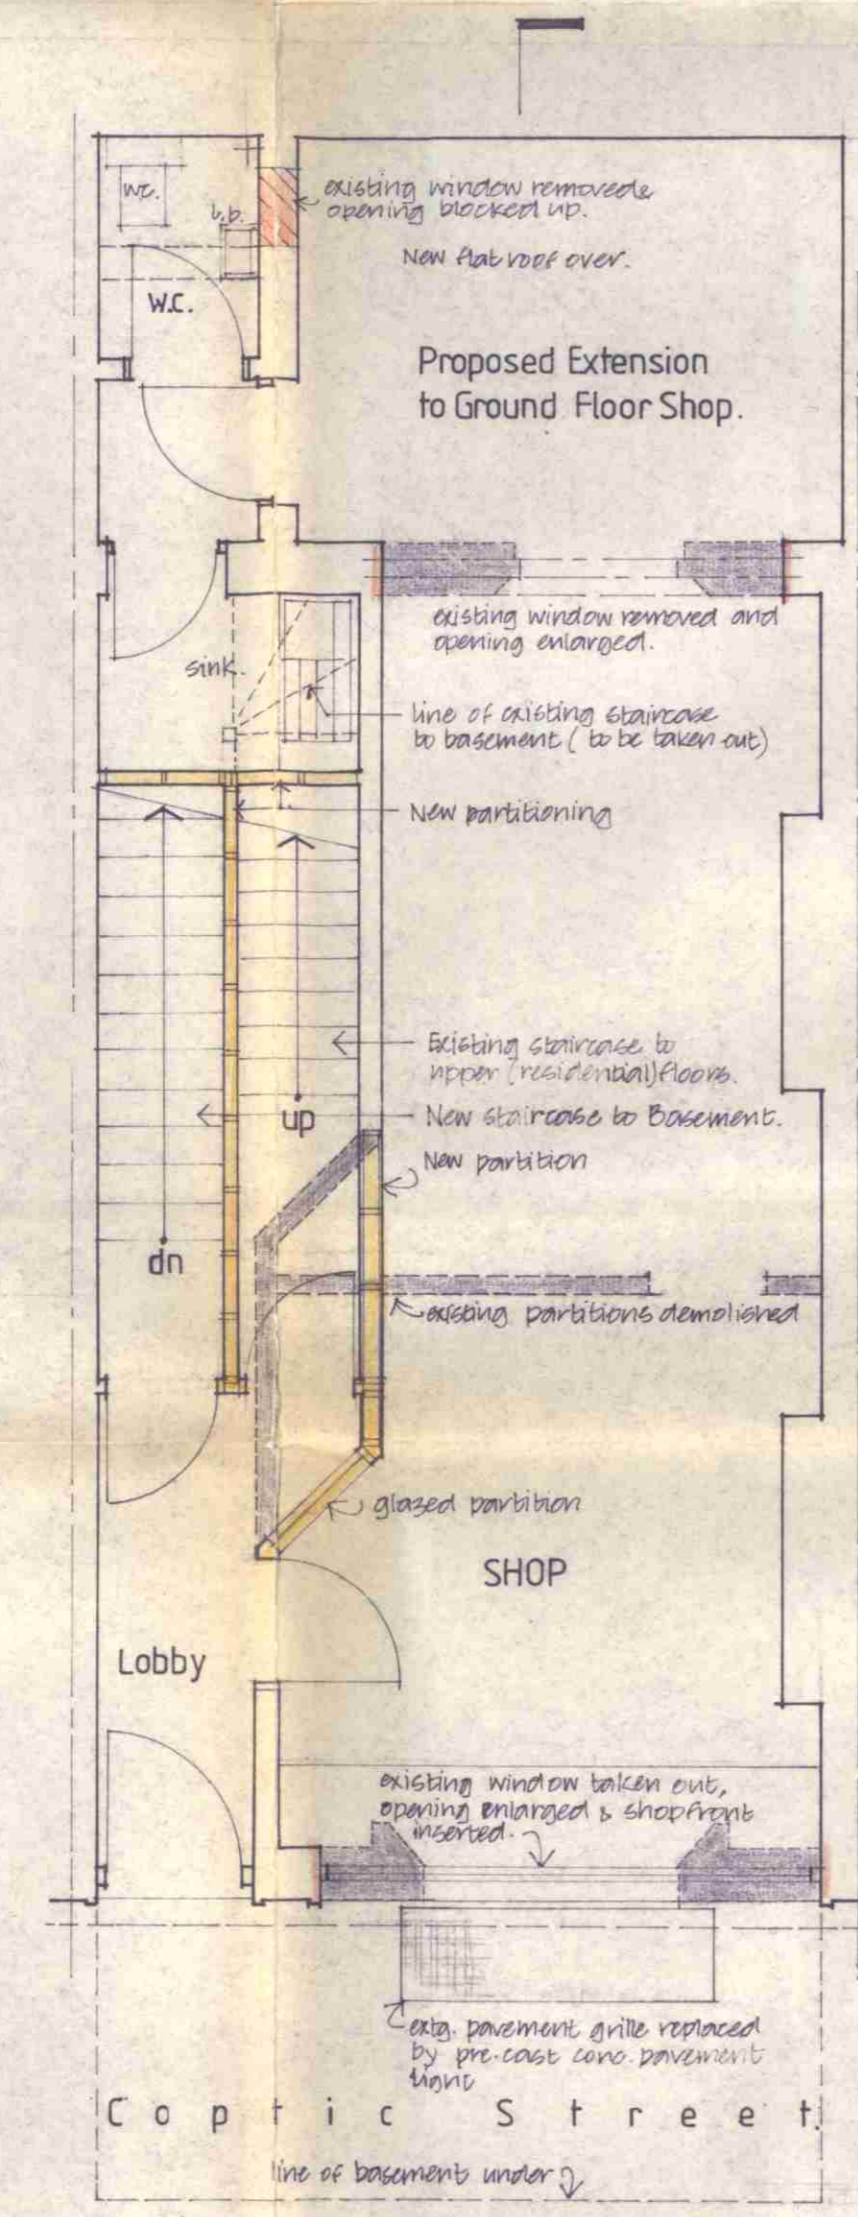 wc.
existing window removed &
opening blocked up.
l.b.
New flat roof over.
W.C.
Proposed Extension
to Ground Floor Shop.
existing window removed and
opening enlarged.
sink.
line of existing staircase
to basement ( to be taken out)
New partitioning
Existing staircase to
upper (residential) floors.
up
New staircase to Basement.
New partition
dn
existing partitions demolished
glazed partition
SHOP
Lobby
existing window taken out,
opening enlarged & shopfront
inserted.
extg. pavement grille replaced
by pre-cast conc. pavement
light
Coptic Street
line of basement under